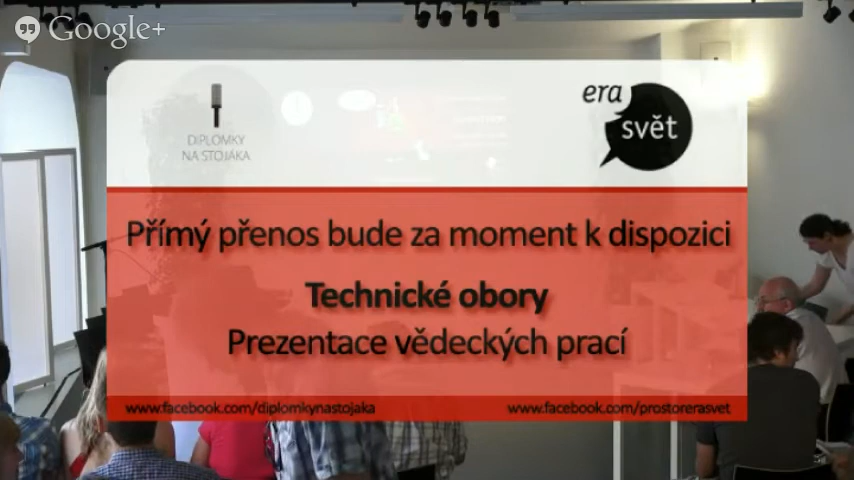 Google+
DIPLOMKY
NA STOJÁKA
era
svět
Přímý přenos bude za moment k dispozici
Technické obory
Prezentace vědeckých prací
www.facebook.com/diplomkynastojaka
www.facebook.com/prostorerasvet